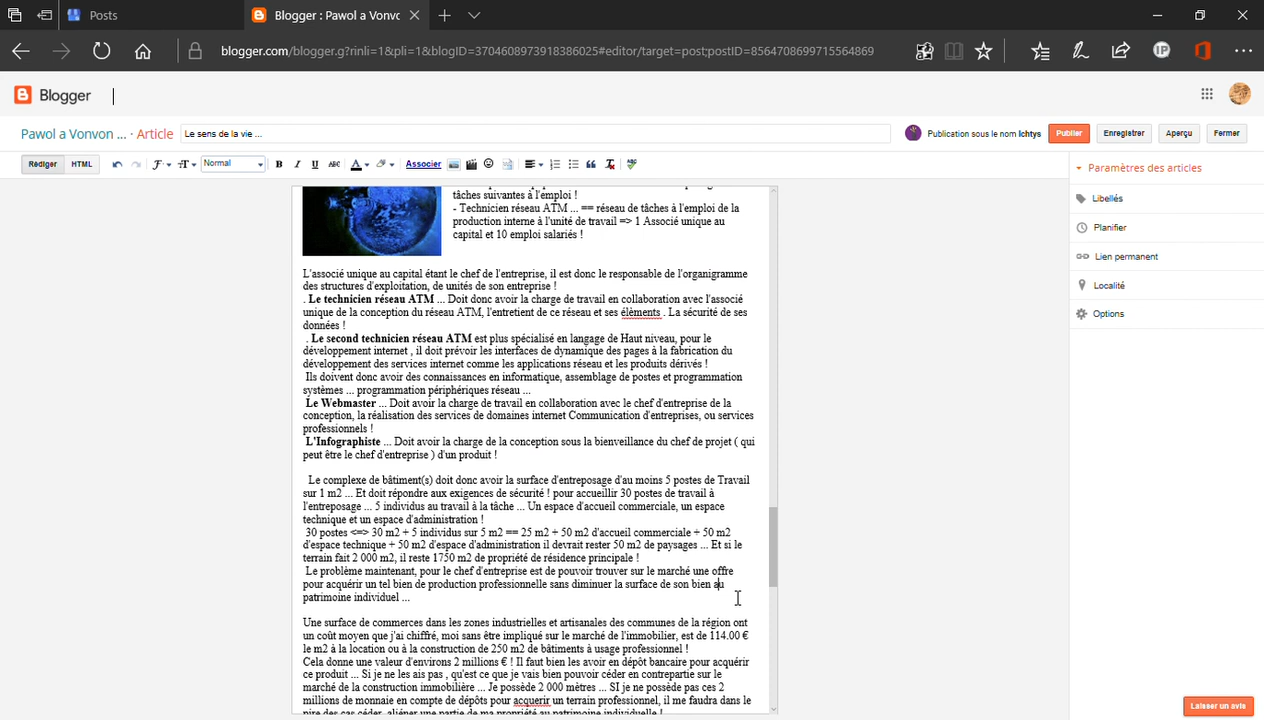 Posts
Blogger : Pawol a Vonvc
blogger.com/blogger.g?rinli=1&pli=1&blogID=3704608973918386025#editor/target=post;postID=8564708699715564869
Blogger
Pawol a Vonvon ... · Article
Le sens de la vie ...
Publication sous le nom Ichtys
Publier
Enregistrer
Aperçu
Fermer
Rédiger
HTML
Normal
B I U ABC A
Associer
Paramètres des articles
Libellés
Planifier
Lien permanent
Localité
Options
tâches suivantes à l'emploi !
- Technicien réseau ATM ... == réseau de tâches à l'emploi de la
production interne à l'unité de travail => 1 Associé unique au
capital et 10 emploi salariés !
L'associé unique au capital étant le chef de l'entreprise, il est donc le responsable de l'organigramme
des structures d'exploitation, de unités de son entreprise !
. Le technicien réseau ATM ... Doit donc avoir la charge de travail en collaboration avec l'associé
unique de la conception du réseau ATM, l'entretient de ce réseau et ses élèments . La sécurité de ses
données !
. Le second technicien réseau ATM est plus spécialisé en langage de Haut niveau, pour le
développement internet , il doit prévoir les interfaces de dynamique des pages à la fabrication du
développement des services internet comme les applications réseau et les produits dérivés !
Ils doivent donc avoir des connaissances en informatique, assemblage de postes et programmation
systèmes ... programmation périphériques réseau ...
Le Webmaster ... Doit avoir la charge de travail en collaboration avec le chef d'entreprise de la
conception, la réalisation des services de domaines internet Communication d'entreprises, ou services
professionnels !
L'Infographiste ... Doit avoir la charge de la conception sous la bienveillance du chef de projet ( qui
peut être le chef d'entreprise ) d'un produit !
Le complexe de bâtiment(s) doit donc avoir la surface d'entreposage d'au moins 5 postes de Travail
sur 1 m2 ... Et doit répondre aux exigences de sécurité ! pour accueillir 30 postes de travail à
l'entreposage ... 5 individus au travail à la tâche ... Un espace d'accueil commerciale, un espace
technique et un espace d'administration !
30 postes <=> 30 m2 + 5 individus sur 5 m2 == 25 m2 + 50 m2 d'accueil commerciale + 50 m2
d'espace technique + 50 m2 d'espace d'administration il devrait rester 50 m2 de paysages ... Et si le
terrain fait 2 000 m2, il reste 1750 m2 de propriété de résidence principale !
Le problème maintenant, pour le chef d'entreprise est de pouvoir trouver sur le marché une offre
pour acquérir un tel bien de production professionnelle sans diminuer la surface de son bien au
patrimoine individuel ...
Une surface de commerces dans les zones industrielles et artisanales des communes de la région ont
un coût moyen que j'ai chiffré, moi sans être impliqué sur le marché de l'immobilier, est de 114.00 €
le m2 à la location ou à la construction de 250 m2 de bâtiments à usage professionnel !
Cela donne une valeur d'environs 2 millions € ! Il faut bien les avoir en dépôt bancaire pour acquérir
ce produit ... Si je ne les ais pas , qu'est ce que je vais bien pouvoir céder en contrepartie sur le
marché de la construction immobilière ... Je possède 2 000 mètres ... SI je ne possède pas ces 2
millions de monnaie en compte de dépôts pour acquerir un terrain professionnel, il me faudra dans le
pire des cas céder, aliéner une partie de ma propriété au patrimoine individuelle !
Laisser un avis